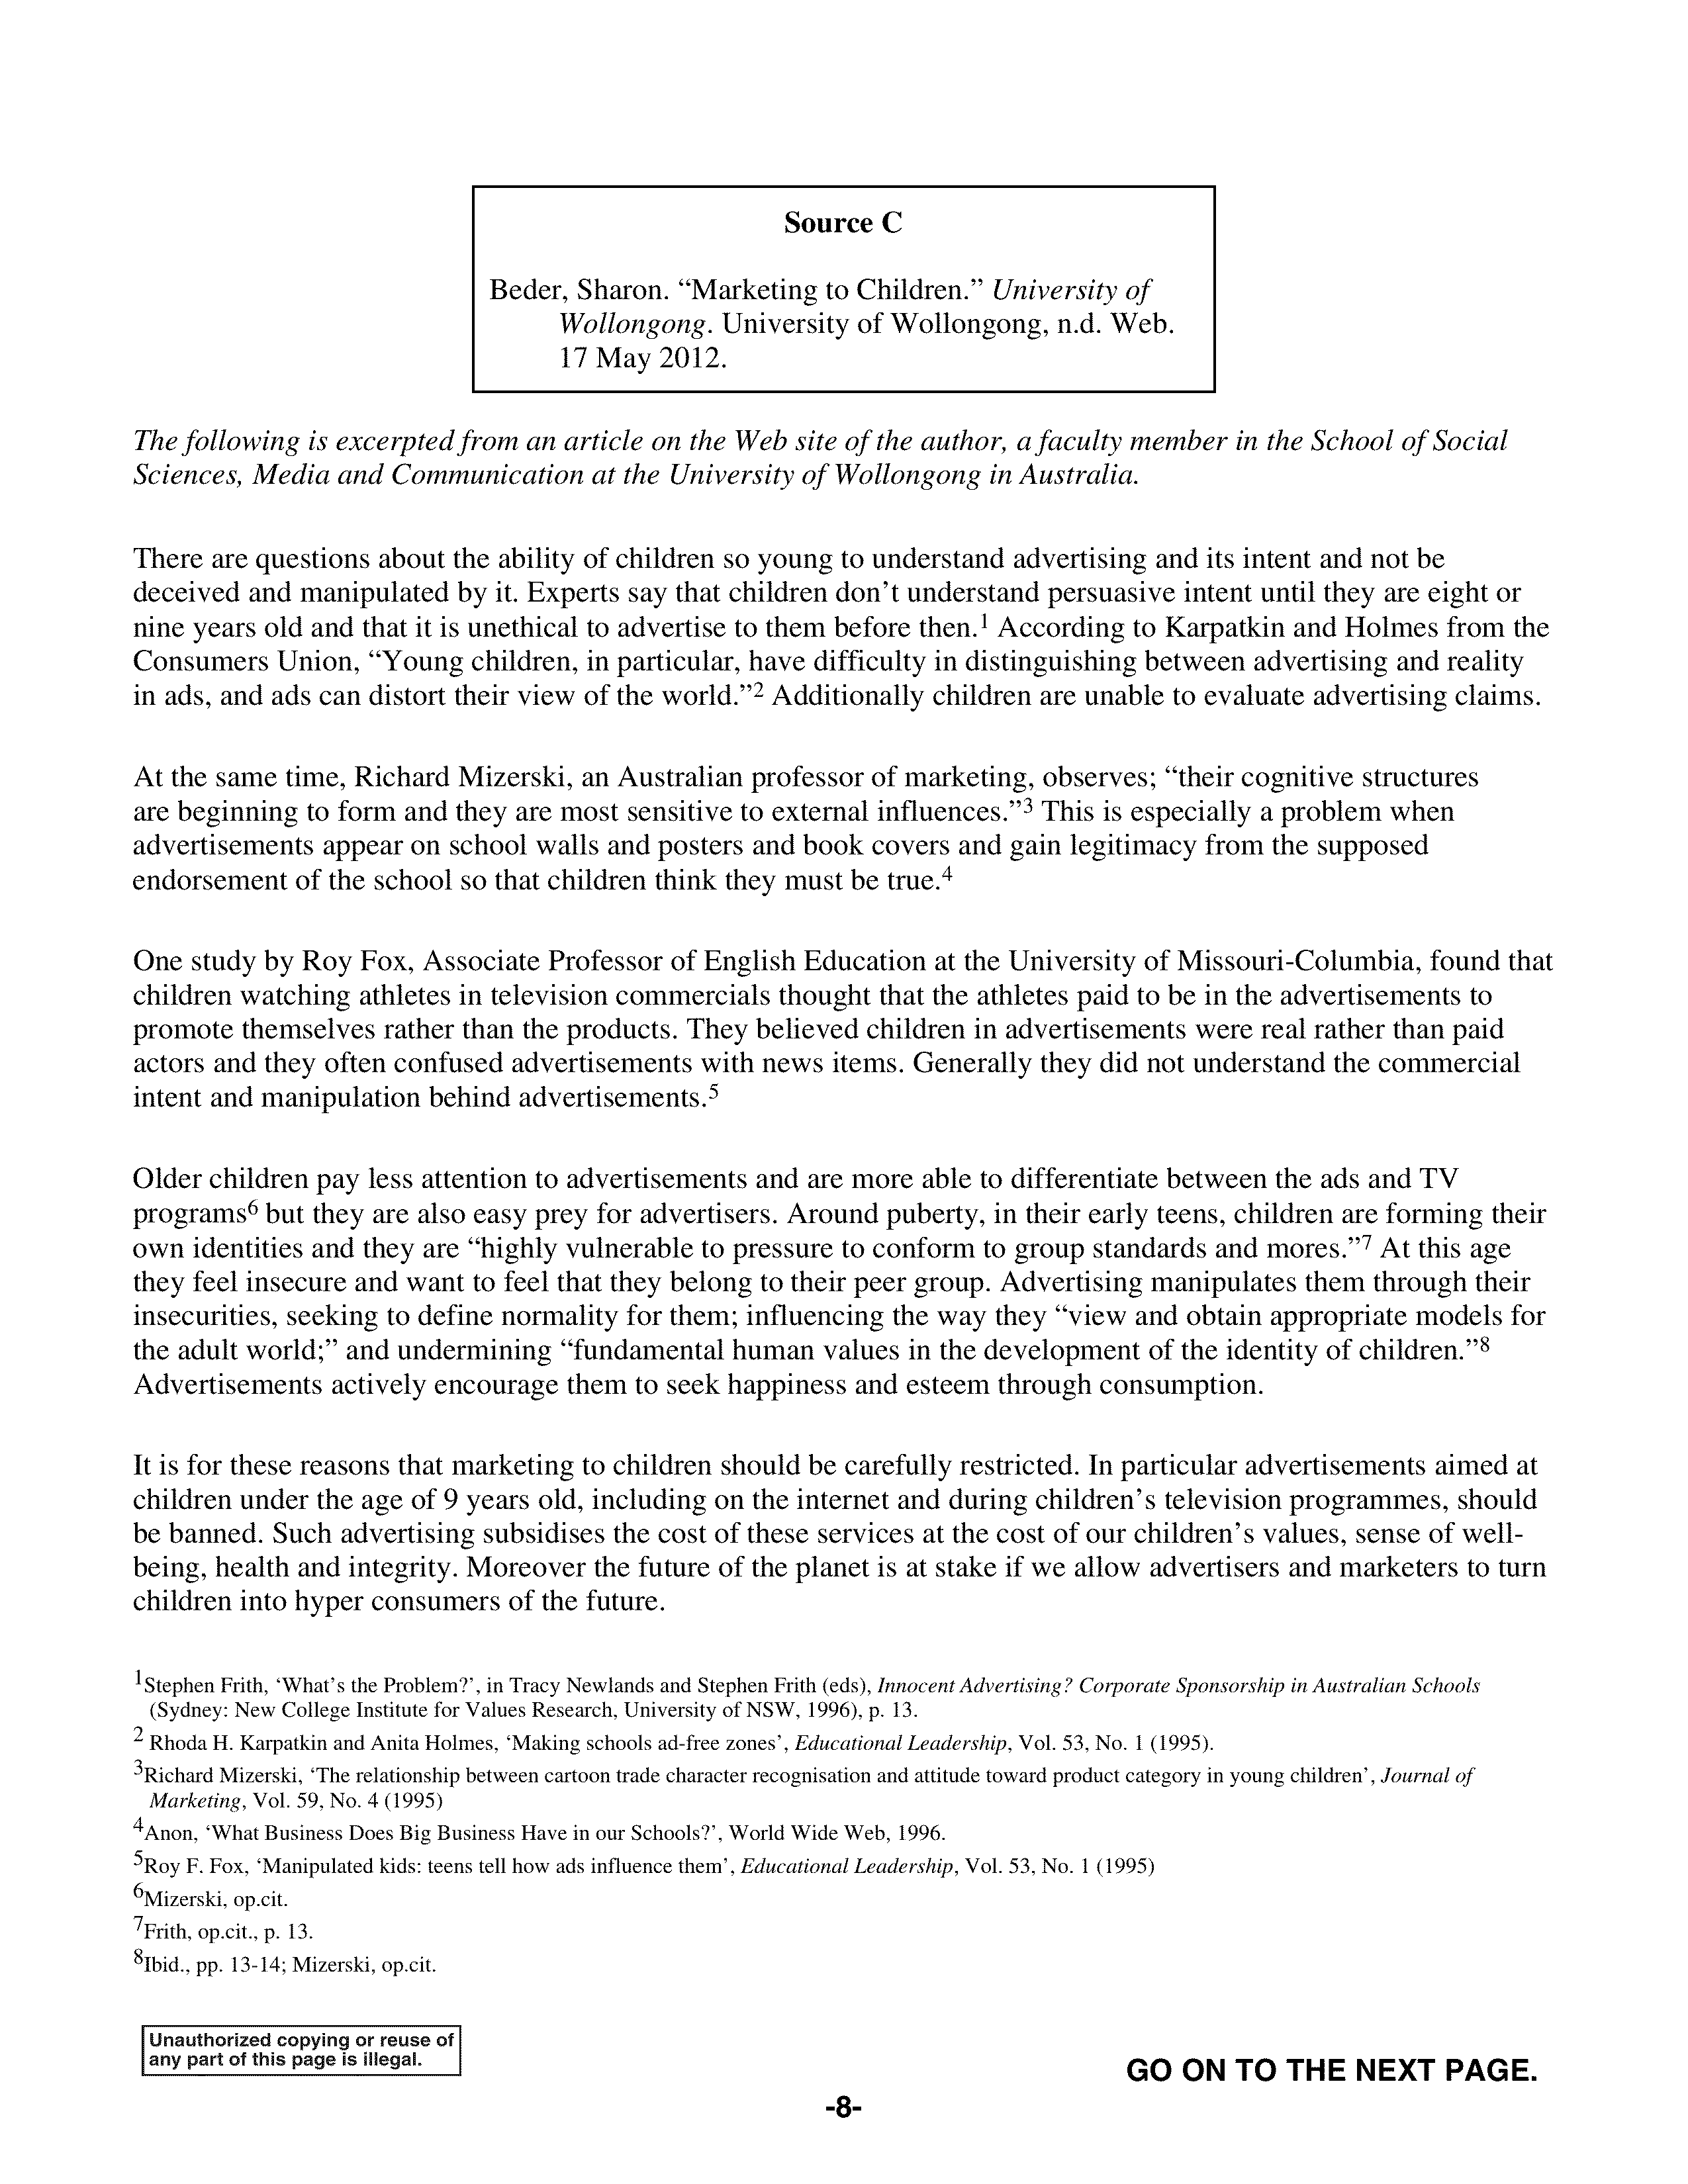 Source C
Beder, Sharon. “Marketing to Children.” University of
Wollongong. University of Wollongong, n.d. Web.
17 May 2012.
The following is excerpted from an article on the Web site of the author, a faculty member in the School of Social
Sciences, Media and Communication at the University of Wollongong in Australia.
There are questions about the ability of children so young to understand advertising and its intent and not be
deceived and manipulated by it. Experts say that children don’t understand persuasive intent until they are eight or
nine years old and that it is unethical to advertise to them before then.1 According to Karpatkin and Holmes from the
Consumers Union, “Young children, in particular, have difficulty in distinguishing between advertising and reality
in ads, and ads can distort their view of the world.”2 Additionally children are unable to evaluate advertising claims.
At the same time, Richard Mizerski, an Australian professor of marketing, observes; “their cognitive structures
are beginning to form and they are most sensitive to external influences.”3 This is especially a problem when
advertisements appear on school walls and posters and book covers and gain legitimacy from the supposed
endorsement of the school so that children think they must be true.4
One study by Roy Fox, Associate Professor of English Education at the University of Missouri-Columbia, found that
children watching athletes in television commercials thought that the athletes paid to be in the advertisements to
promote themselves rather than the products. They believed children in advertisements were real rather than paid
actors and they often confused advertisements with news items. Generally they did not understand the commercial
intent and manipulation behind advertisements.5
Older children pay less attention to advertisements and are more able to differentiate between the ads and TV
programs6 but they are also easy prey for advertisers. Around puberty, in their early teens, children are forming their
own identities and they are “highly vulnerable to pressure to conform to group standards and mores.”7 At this age
they feel insecure and want to feel that they belong to their peer group. Advertising manipulates them through their
insecurities, seeking to define normality for them; influencing the way they “view and obtain appropriate models for
the adult world;” and undermining “fundamental human values in the development of the identity of children.”8
Advertisements actively encourage them to seek happiness and esteem through consumption.
It is for these reasons that marketing to children should be carefully restricted. In particular advertisements aimed at
children under the age of 9 years old, including on the internet and during children’s television programmes, should
be banned. Such advertising subsidises the cost of these services at the cost of our children’s values, sense of well-
being, health and integrity. Moreover the future of the planet is at stake if we allow advertisers and marketers to turn
children into hyper consumers of the future.
1Stephen Frith, ‘What’s the Problem?’, in Tracy Newlands and Stephen Frith (eds), Innocent Advertising? Corporate Sponsorship in Australian Schools
(Sydney: New College Institute for Values Research, University of NSW, 1996), p. 13.
2 Rhoda H. Karpatkin and Anita Holmes, ‘Making schools ad-free zones’, Educational Leadership, Vol. 53, No. 1 (1995).
3Richard Mizerski, ‘The relationship between cartoon trade character recognisation and attitude toward product category in young children’, Journal of
Marketing, Vol. 59, No. 4 (1995)
4Anon, ‘What Business Does Big Business Have in our Schools?’, World Wide Web, 1996.
5Roy F. Fox, ‘Manipulated kids: teens tell how ads influence them’, Educational Leadership, Vol. 53, No. 1 (1995)
6Mizerski, op.cit.
7Frith, op.cit., p. 13.
8Ibid., pp. 13-14; Mizerski, op.cit.
Unauthorized copying or reuse of
any part of this page is illegal.
GO ON TO THE NEXT PAGE.
-8-